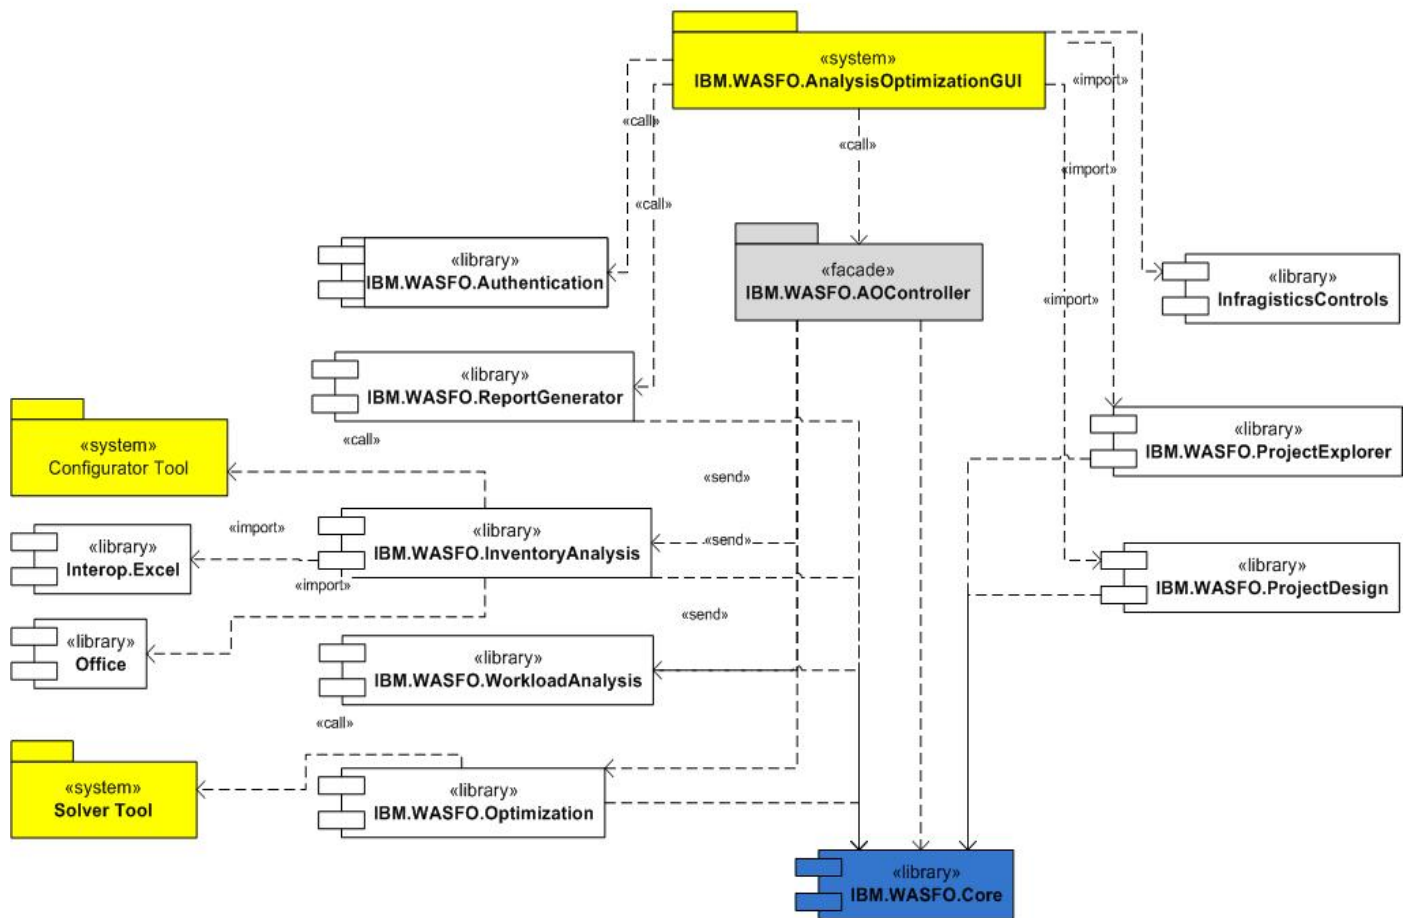 «system»
IBM.WASFO.AnalysisOptimizationGUI
«import»
«call»
«call»
«import»
«call»
«library»
IBM.WASFO.Authentication
«facade»
IBM.WASFO.AOController
«library»
InfragisticsControls
«import»
«library»
IBM.WASFO.ReportGenerator
«call»
«system»
Configurator Tool
«library»
IBM.WASFO.ProjectExplorer
«send»
«import»
«library»
Interop.Excel
«library»
IBM.WASFO.InventoryAnalysis
«send»
«import»
«library»
IBM.WASFO.ProjectDesign
«send»
«library»
Office
«library»
IBM.WASFO.WorkloadAnalysis
«call»
«system»
Solver Tool
«library»
IBM.WASFO.Optimization
«library»
IBM.WASFO.Core